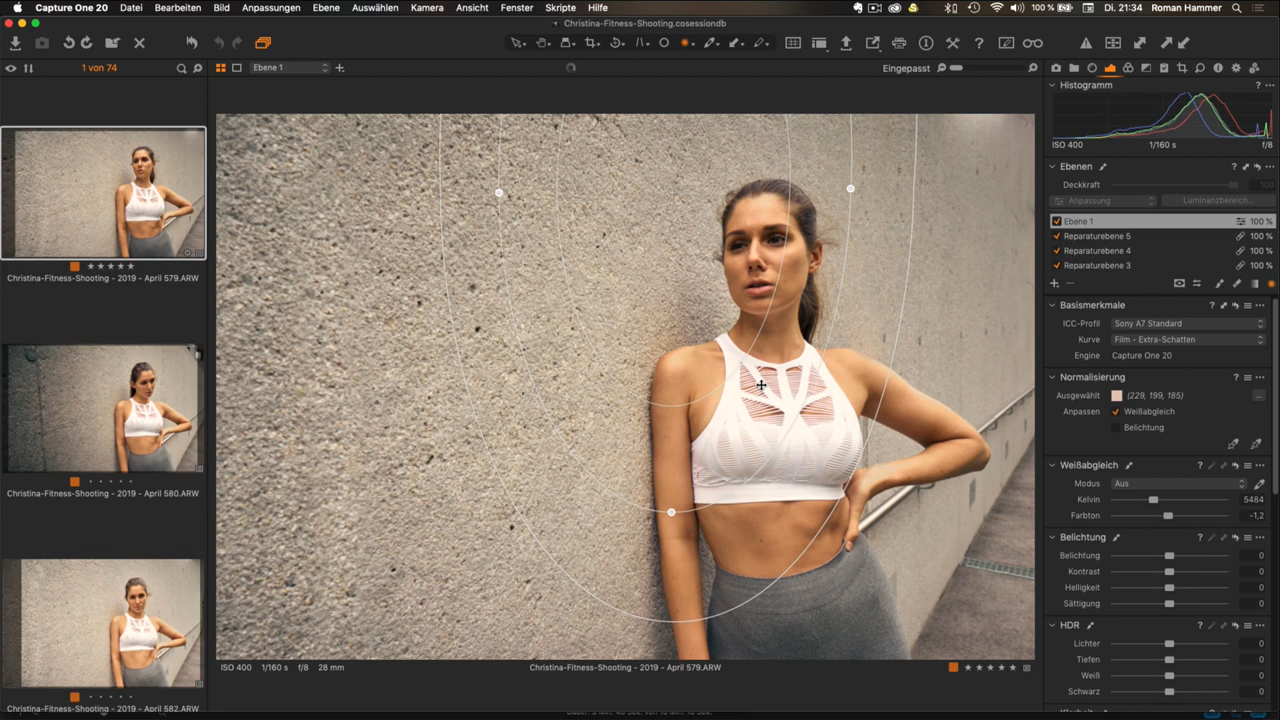 Capture One 20 Datei Bearbeiten Bild Anpassungen Ebene Auswählen Kamera Ansicht Fenster Skripte Hilfe 100 % Di. 21:34 Roman Hammer
Christina-Fitness-Shooting.cosessiondb
1 von 74
Ebene 1
Eingepasst
Christina-Fitness-Shooting - 2019 - April 579.ARW
Christina-Fitness-Shooting - 2019 - April 580.ARW
Christina-Fitness-Shooting - 2019 - April 582.ARW
ISO 400 1/160 s f/8 28 mm
Christina-Fitness-Shooting - 2019 - April 579.ARW
Histogramm
ISO 400 1/160 s f/8
Ebenen
Deckkraft 100
Anpassung Luminanzbereich...
Ebene 1 100 %
Reparaturebene 5 100 %
Reparaturebene 4 100 %
Reparaturebene 3 100 %
Basismerkmale
ICC-Profil Sony A7 Standard
Kurve Film - Extra-Schatten
Engine Capture One 20
Normalisierung
Ausgewählt (229, 199, 185)
Anpassen Weißabgleich
Belichtung
Weißabgleich
Modus Aus
Kelvin 5484
Farbton -1,2
Belichtung
Belichtung 0
Kontrast 0
Helligkeit 0
Sättigung 0
HDR
Lichter 0
Tiefen 0
Weiß 0
Schwarz 0